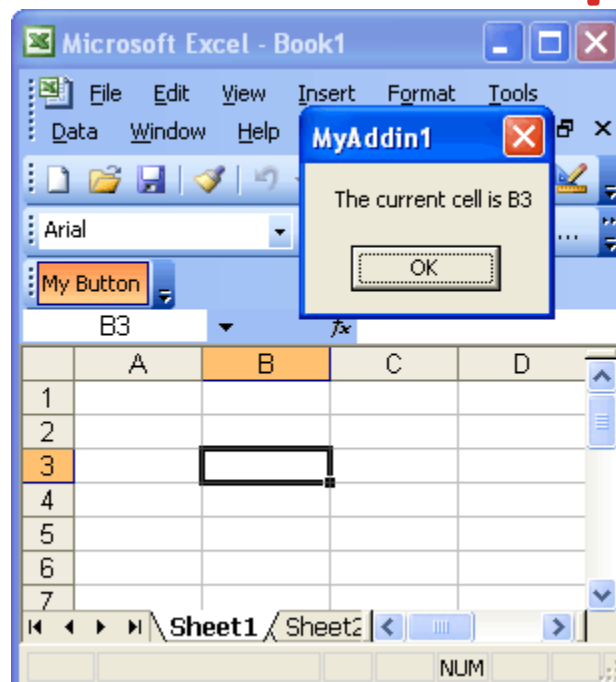 Microsoft Excel - Book1
File Edit View Insert Format Tools
Data Window Help
MyAddin1
The current cell is B3
OK
Arial
My Button
B3 fx
A B C D
1
2
3
4
5
6
7
Sheet1 Sheet2
NUM